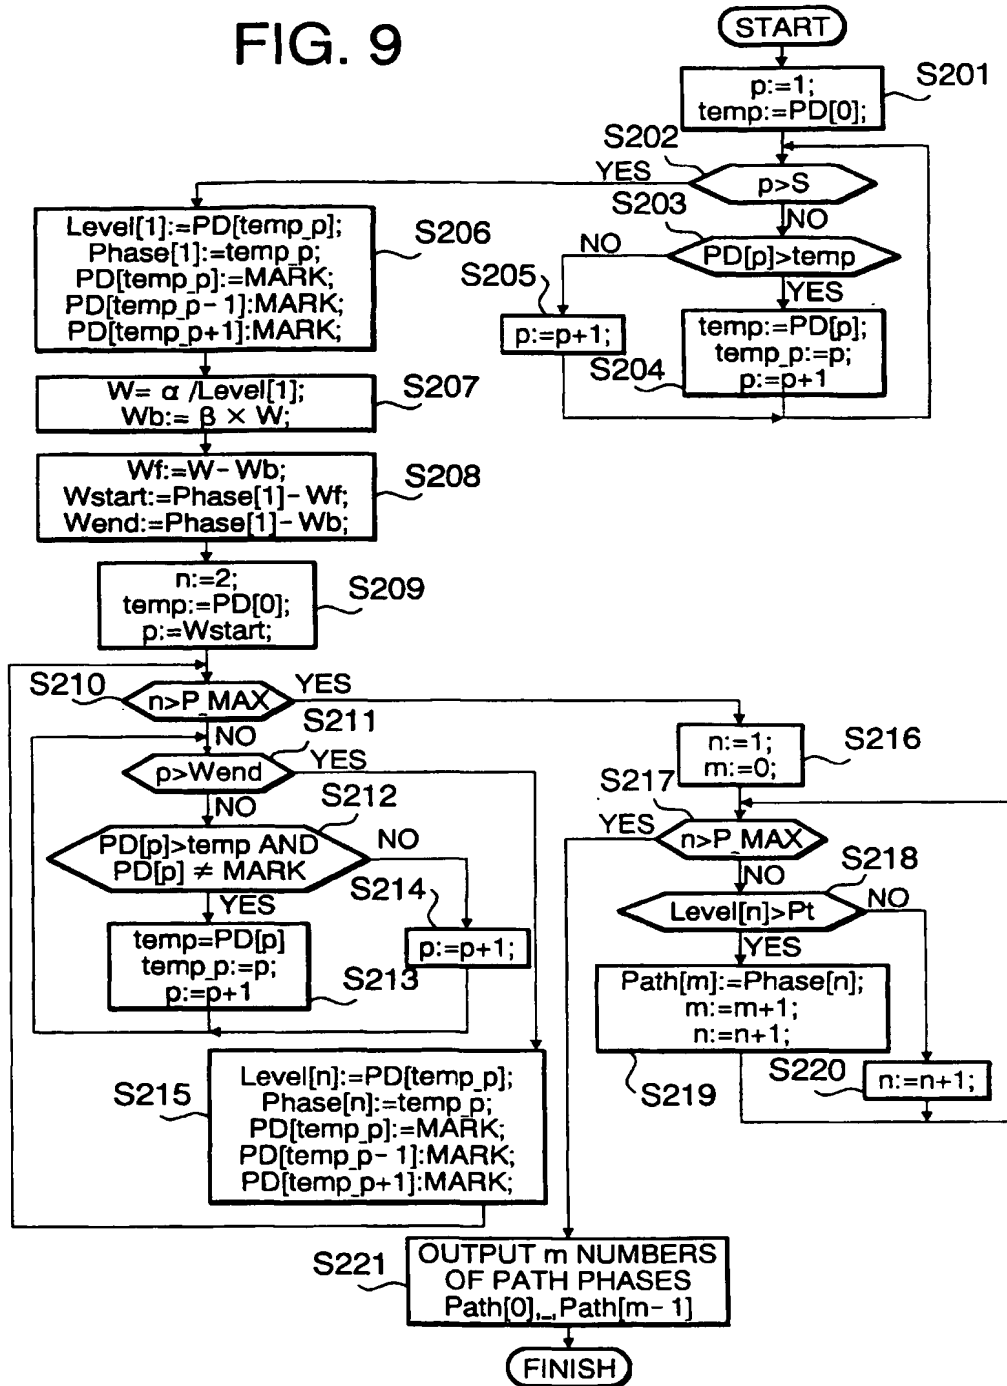 FIG. 9
START
S201
p:=1;
temp:=PD[0];
S202
YES
p>S
NO
S203
NO
PD[p]>temp
YES
S205
p:=p+1;
temp:=PD[p];
temp_p:=p;
p:=p+1
S204
Level[1]:=PD[temp_p];
Phase[1]:=temp_p;
PD[temp_p]:=MARK;
PD[temp_p-1]:MARK;
PD[temp_p+1]:MARK;
S206
W= α /Level[1];
Wb:= β × W;
S207
Wf:=W-Wb;
Wstart:=Phase[1]-Wf;
Wend:=Phase[1]-Wb;
S208
n:=2;
temp:=PD[0];
p:=Wstart;
S209
S210
n>P_MAX
YES
NO
S211
p>Wend
YES
NO
S212
PD[p]>temp AND
PD[p] ≠ MARK
NO
YES
S214
p:=p+1;
temp=PD[p]
temp_p:=p;
p:=p+1
S213
S215
Level[n]:=PD[temp_p];
Phase[n]:=temp_p;
PD[temp_p]:=MARK;
PD[temp_p-1]:MARK;
PD[temp_p+1]:MARK;
n:=1;
m:=0;
S216
S217
YES
n>P_MAX
NO
S218
Level[n]>Pt
NO
YES
Path[m]:=Phase[n];
m:=m+1;
n:=n+1;
S219
S220
n:=n+1;
S221
OUTPUT m NUMBERS
OF PATH PHASES
Path[0],_,Path[m-1]
FINISH